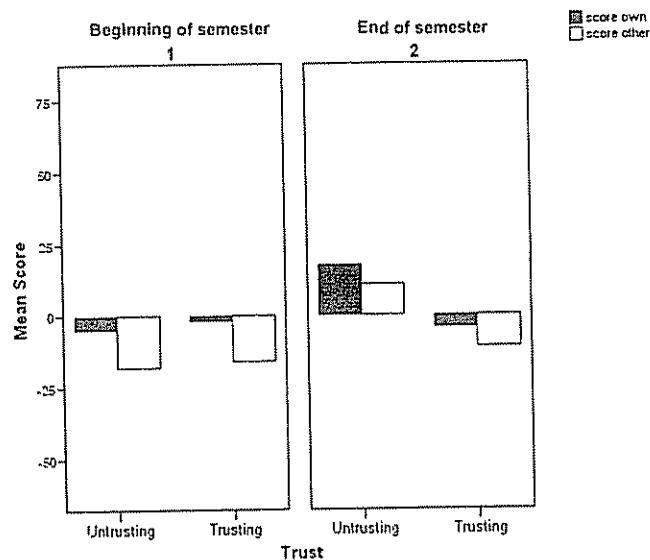 Beginning of semester
1
End of semester
2
score own
score other
Mean Score
75
50
25
0
-25
-50
Untrusting
Trusting
Untrusting
Trusting
Trust